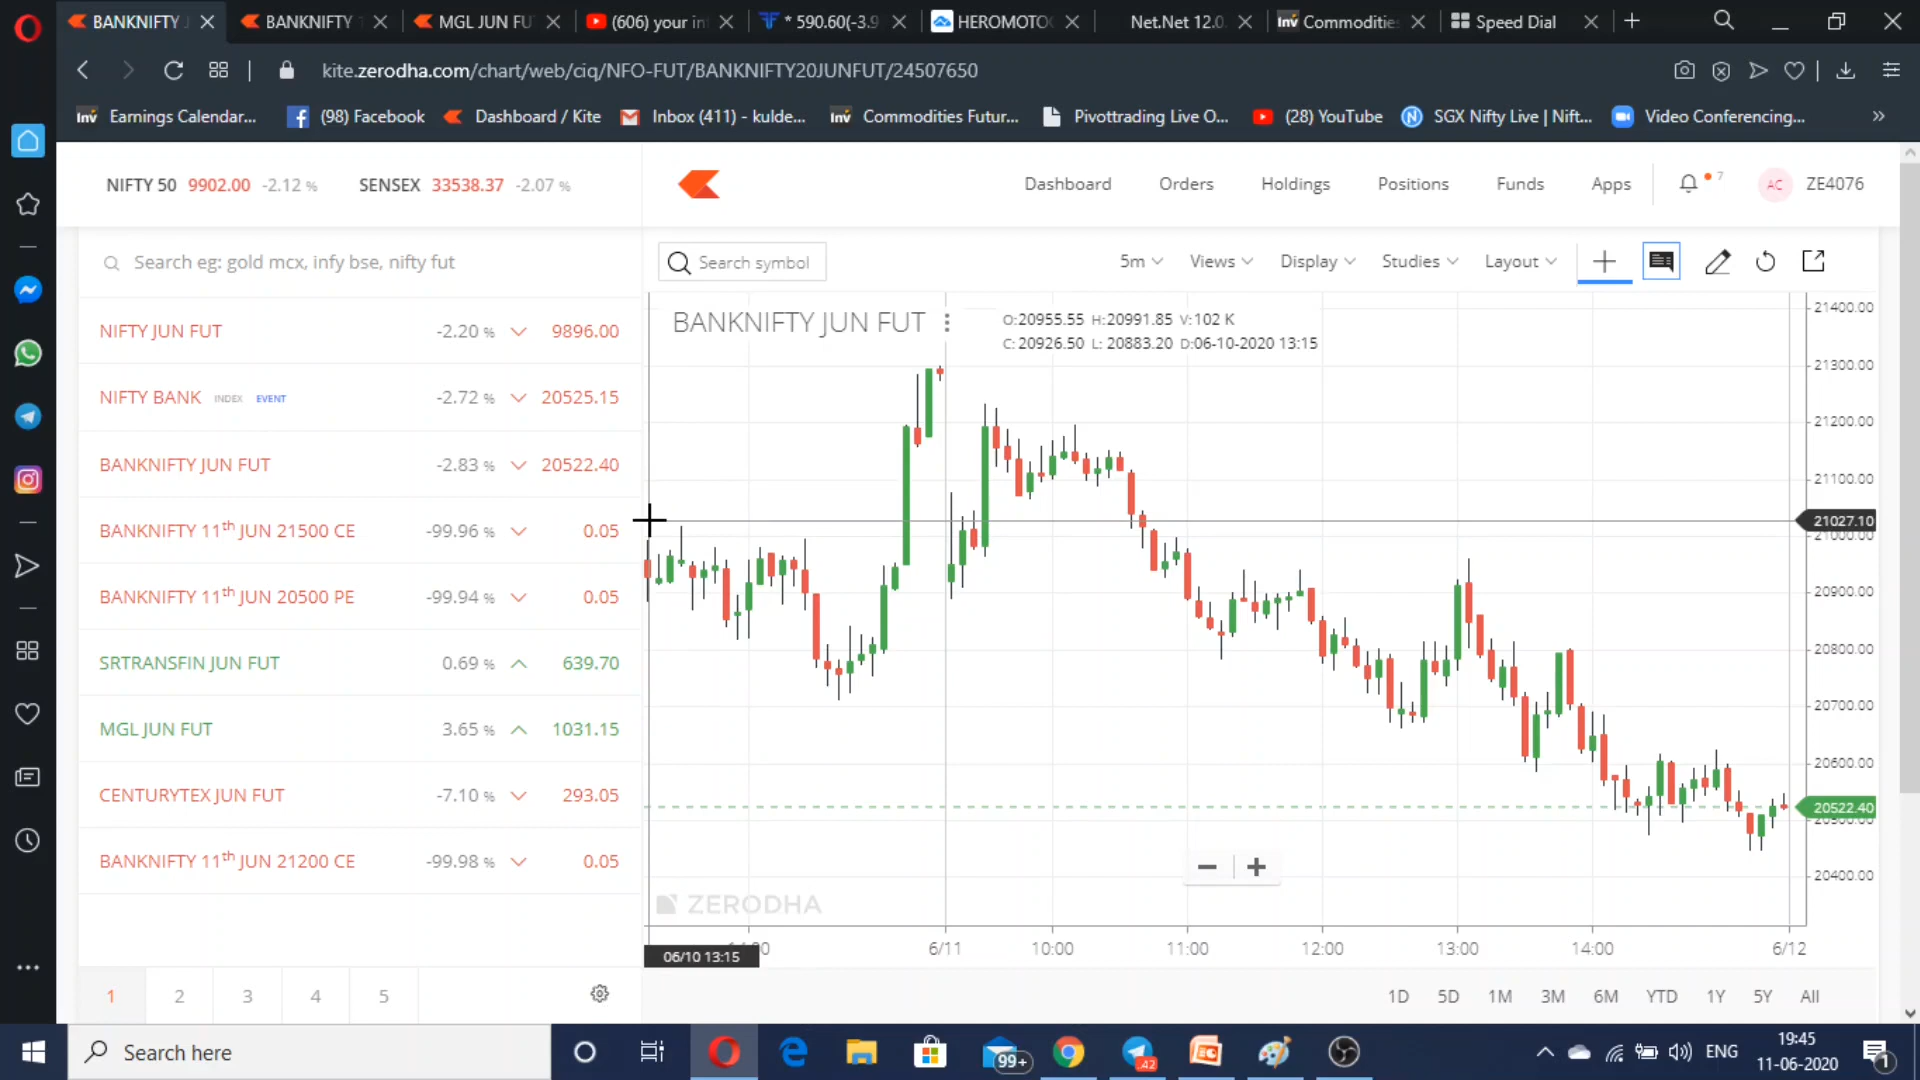 BANKNIFTY J
BANKNIFTY
MGL JUN FU
(606) your in
* 590.60(-3.9
HEROMOTOC
Net.Net 12.0
Inv Commoditie
Speed Dial
kite.zerodha.com/chart/web/ciq/NFO-FUT/BANKNIFTY20JUNFUT/24507650
Inv Earnings Calendar...
(98) Facebook
Dashboard / Kite
Inbox (411) - kulde...
Inv Commodities Futur...
Pivottrading Live O...
(28) YouTube
SGX Nifty Live | Nift...
Video Conferencing...
NIFTY 50 9902.00 -2.12 %
SENSEX 33538.37 -2.07 %
Dashboard
Orders
Holdings
Positions
Funds
Apps
7
AC
ZE4076
Search eg: gold mcx, infy bse, nifty fut
Search symbol
5m
Views
Display
Studies
Layout
NIFTY JUN FUT -2.20 % 9896.00
NIFTY BANK INDEX EVENT -2.72 % 20525.15
BANKNIFTY JUN FUT -2.83 % 20522.40
BANKNIFTY 11th JUN 21500 CE -99.96 % 0.05
BANKNIFTY 11th JUN 20500 PE -99.94 % 0.05
SRTRANSFIN JUN FUT 0.69 % 639.70
MGL JUN FUT 3.65 % 1031.15
CENTURYTEX JUN FUT -7.10 % 293.05
BANKNIFTY 11th JUN 21200 CE -99.98 % 0.05
1 2 3 4 5
BANKNIFTY JUN FUT
O:20955.55 H:20991.85 V:102 K
C:20926.50 L: 20883.20 D:06-10-2020 13:15
21400.00
21300.00
21200.00
21100.00
21027.10
21000.00
20900.00
20800.00
20700.00
20600.00
20522.40
20500.00
20400.00
ZERODHA
06/10 13:15
6/11
10:00
11:00
12:00
13:00
14:00
6/12
1D 5D 1M 3M 6M YTD 1Y 5Y All
Search here
99+
42
ENG
19:45
11-06-2020
1